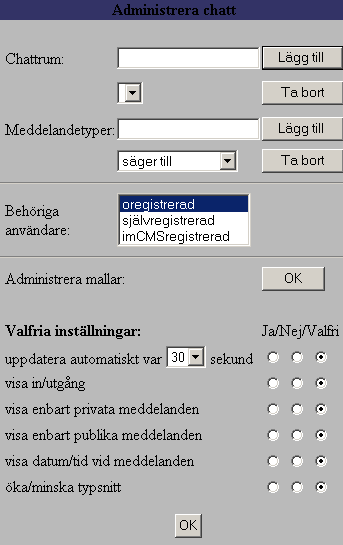 Administrera chatt
Chattrum: Lägg till
Ta bort
Meddelandetyper: Lägg till
säger till Ta bort
Behöriga användare:
oregistrerad
självregistrerad
imCMSregistrerad
Administrera mallar: OK
Valfria inställningar: Ja/Nej/Valfri
uppdatera automatiskt var 30 sekund
visa in/utgång
visa enbart privata meddelanden
visa enbart publika meddelanden
visa datum/tid vid meddelanden
öka/minska typsnitt
OK